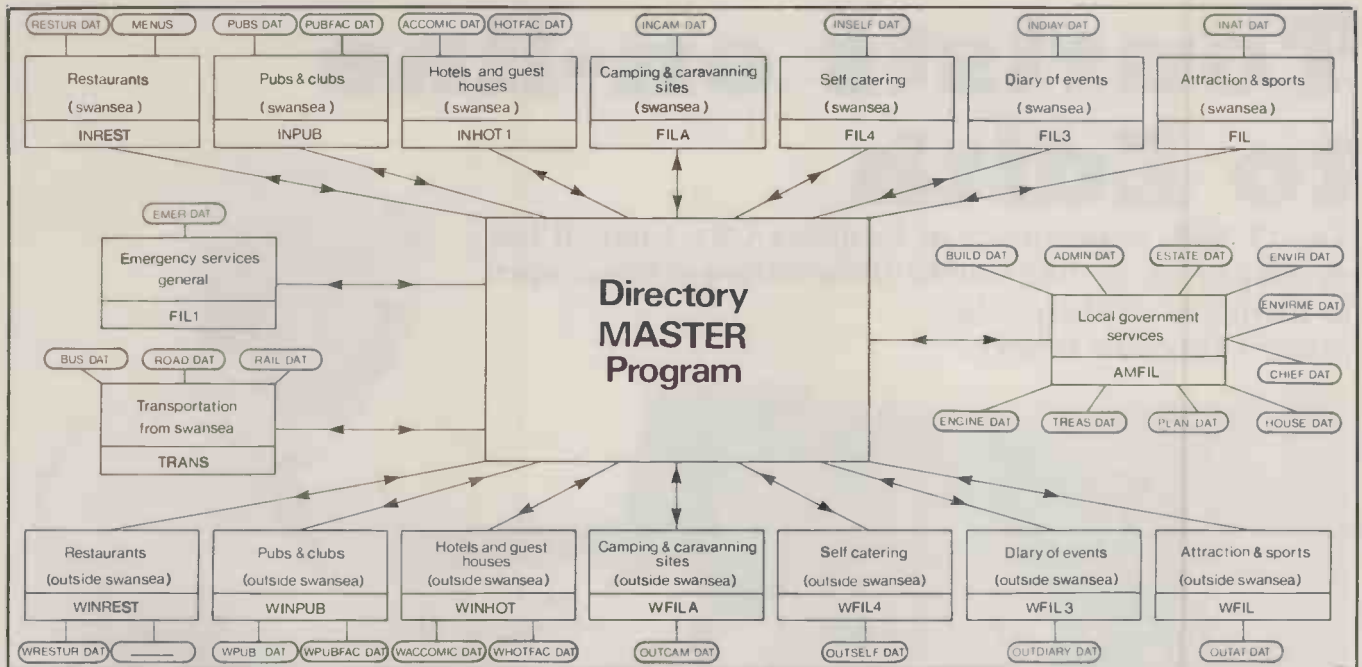 RESTUR DAT MENUS PUBS DAT PUBFAC DAT ACCOMIC DAT HOTFAC DAT INCAM DAT INSELF DAT INDIAY DAT INAT DAT
Restaurants
(swansea)
INREST
Pubs & clubs
(swansea)
INPUB
Hotels and guest
houses
(swansea)
INHOT 1
Camping & caravanning
sites
(swansea)
FILA
Self catering
(swansea)
FIL4
Diary of events
(swansea)
FIL3
Attraction & sports
(swansea)
FIL
EMER DAT
Emergency services
general
FIL1
BUS DAT ROAD DAT RAIL DAT
Transportation
from swansea
TRANS
Directory
MASTER
Program
BUILD DAT ADMIN DAT ESTATE DAT ENVIR DAT
ENVIRME DAT
Local government
services
AMFIL
CHIEF DAT
ENGINE DAT TREAS DAT PLAN DAT HOUSE DAT
Restaurants
(outside swansea)
WINREST
Pubs & clubs
(outside swansea)
WINPUB
Hotels and guest
houses
(outside swansea)
WINHOT
Camping & caravanning
sites
(outside swansea)
WFILA
Self catering
(outside swansea)
WFIL4
Diary of events
(outside swansea)
WFIL3
Attraction & sports
(outside swansea)
WFIL
WRESTUR DAT WPUB DAT WPUBFAC DAT WACCOMIC DAT WHOTFAC DAT OUTCAM DAT OUTSELF DAT OUTDIARY DAT OUTAT DAT